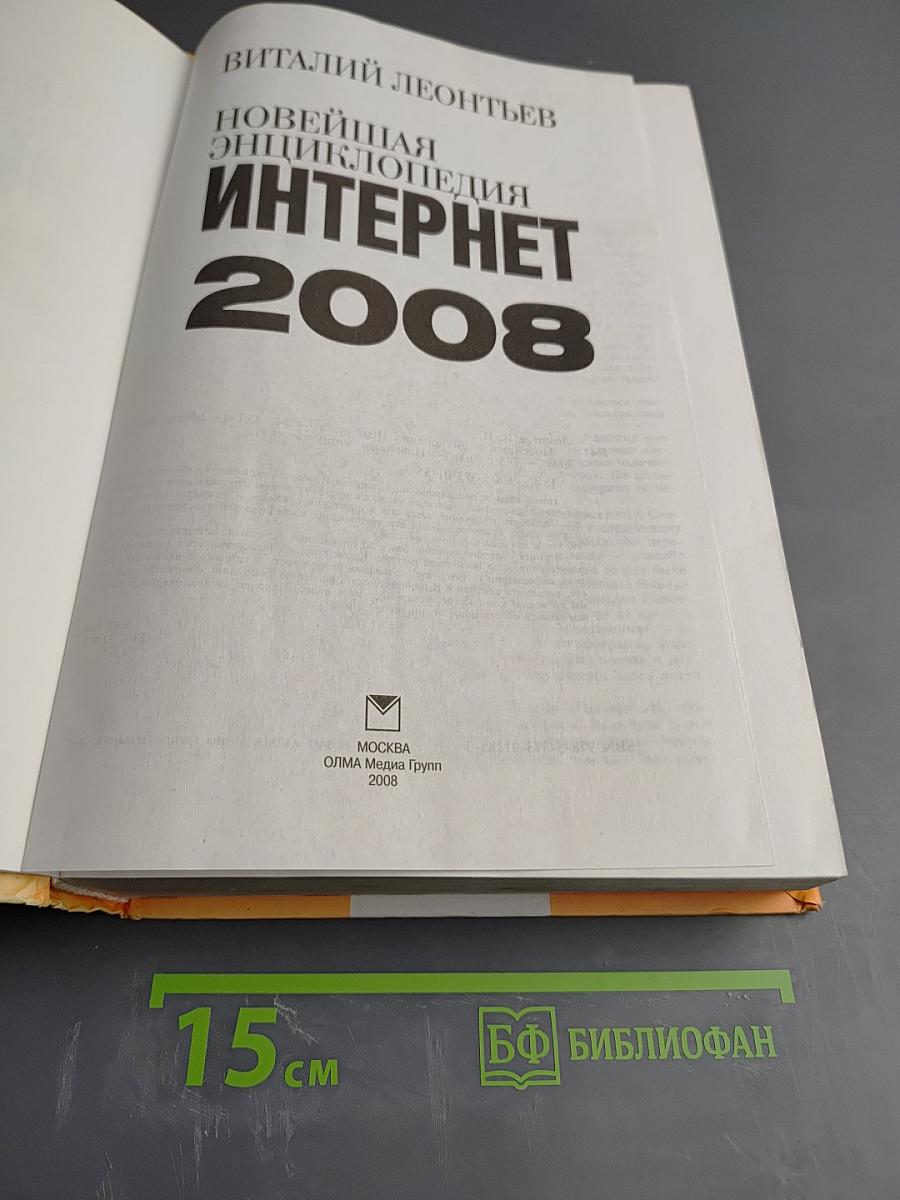 ВИТАЛИЙ ЛЕОНТЬЕВ
НОВЕЙШАЯ
ЭНЦИКЛОПЕДИЯ
ИНТЕРНЕТ
2008
МОСКВА
ОЛМА Медиа Групп
2008
15 см
БФ БИБЛИОФАН